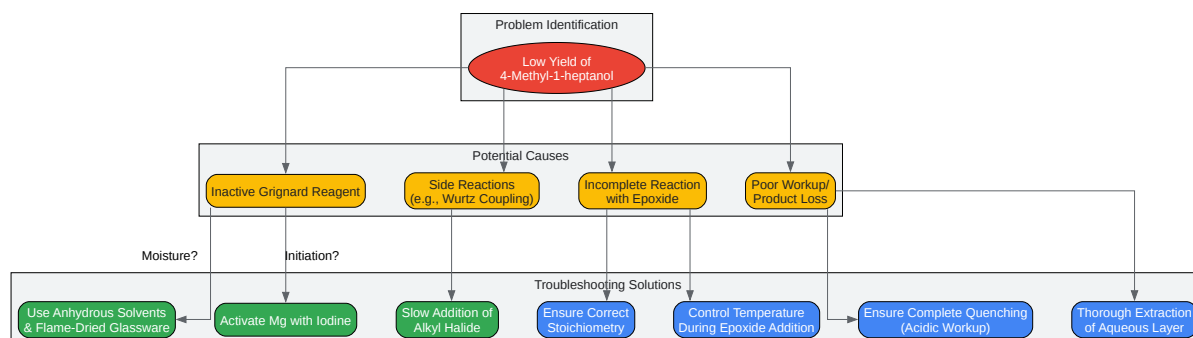 Problem Identification
Low Yield of
4-Methyl-1-heptanol
Potential Causes
Inactive Grignard Reagent
Side Reactions
(e.g., Wurtz Coupling)
Incomplete Reaction
with Epoxide
Poor Workup/
Product Loss
Moisture?
Initiation?
Troubleshooting Solutions
Use Anhydrous Solvents
& Flame-Dried Glassware
Activate Mg with Iodine
Slow Addition of
Alkyl Halide
Ensure Correct
Stoichiometry
Control Temperature
During Epoxide Addition
Ensure Complete Quenching
(Acidic Workup)
Thorough Extraction
of Aqueous Layer